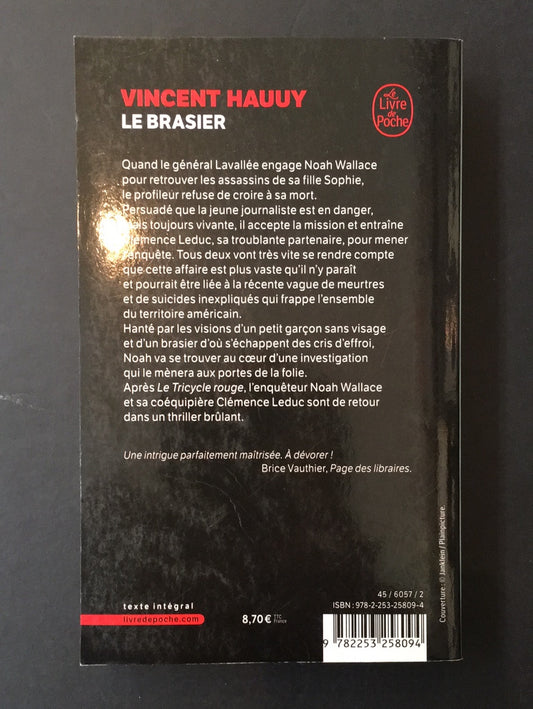 VINCENT HAUUY
LE BRASIER
Le
Livre
de
Poche
Quand le général Lavallée engage Noah Wallace
pour retrouver les assassins de sa fille Sophie,
le profileur refuse de croire à sa mort.
Persuadé que la jeune journaliste est en danger,
mais toujours vivante, il accepte la mission et entraîne
Clémence Leduc, sa troublante partenaire, pour mener
l'enquête. Tous deux vont très vite se rendre compte
que cette affaire est plus vaste qu'il n'y paraît
et pourrait être liée à la récente vague de meurtres
et de suicides inexpliqués qui frappe l'ensemble
du territoire américain.
Hanté par les visions d'un petit garçon sans visage
et d'un brasier d'où s'échappent des cris d'effroi,
Noah va se trouver au cœur d'une investigation
qui le mènera aux portes de la folie.
Après Le Tricycle rouge, l'enquêteur Noah Wallace
et sa coéquipière Clémence Leduc sont de retour
dans un thriller brûlant.
Une intrigue parfaitement maîtrisée. À dévorer !
Brice Vauthier, Page des libraires.
Couverture : © Janklein / Plainpicture.
texte intégral
livredepoche.com
8,70 € TTC
France
45 / 6057 / 2
ISBN : 978-2-253-25809-4
9 782253 258094